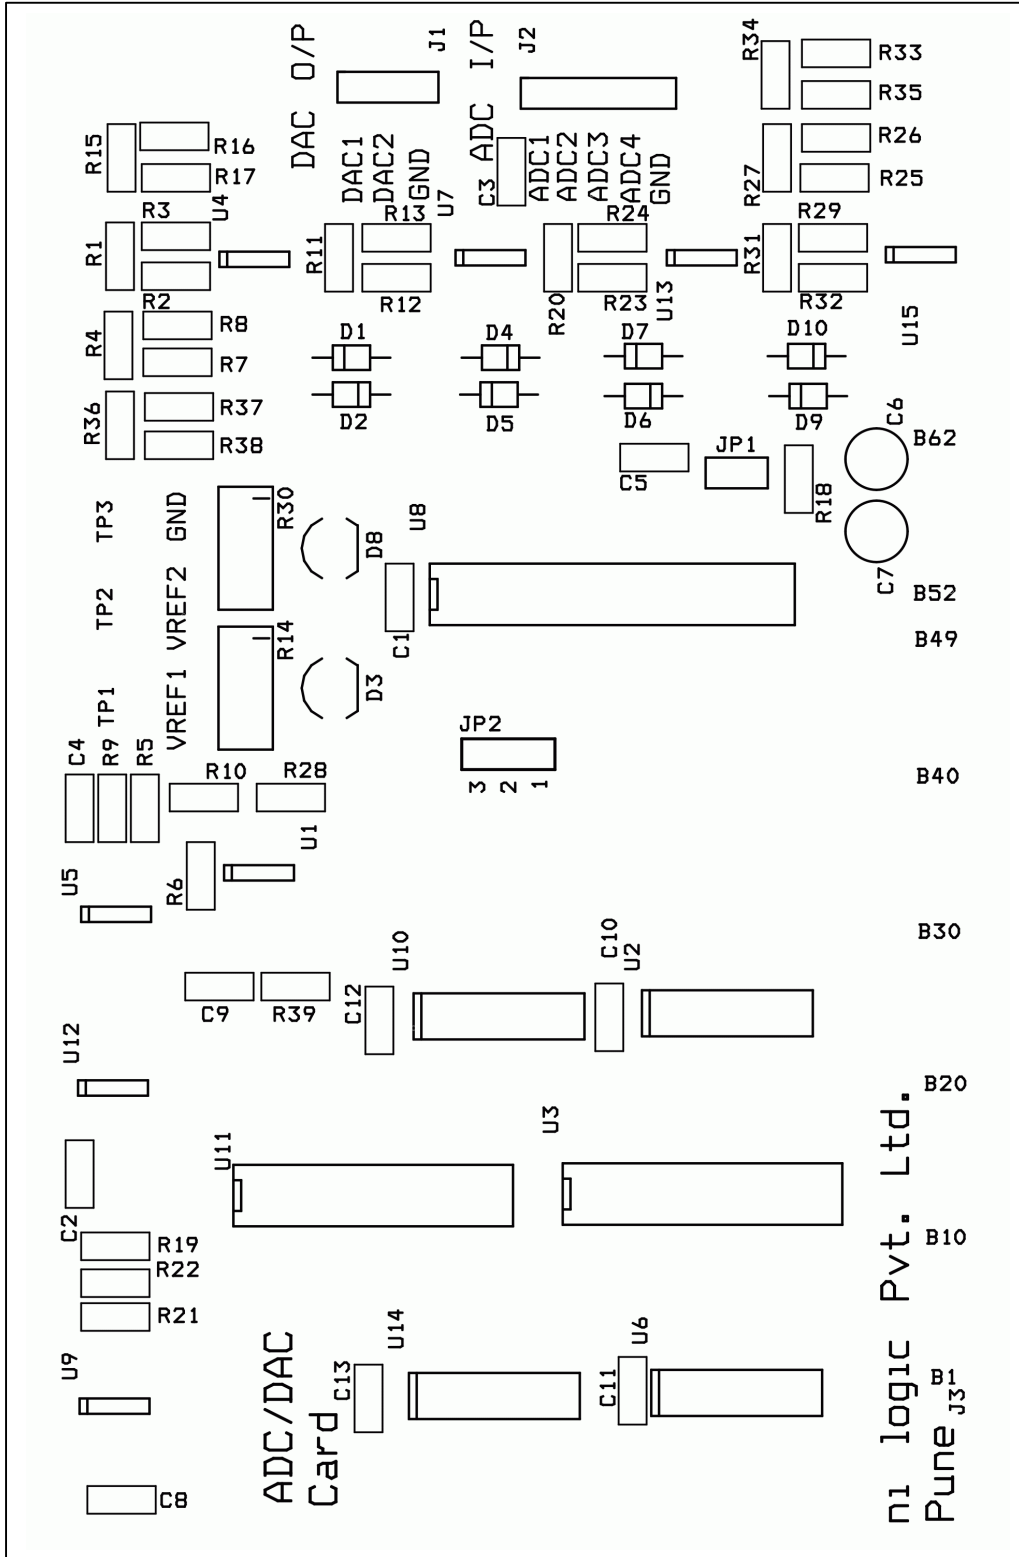 DAC O/P
J1
ADC I/P
J2
R34
R33
R35
R15
R16
R17
DAC1
DAC2
GND
C3
ADC1
ADC2
ADC3
ADC4
GND
R27
R26
R25
R1
R3
R2
U4
R11
R13
R12
U7
R20
R24
R23
U13
R31
R29
R32
U15
R4
R8
R7
D1
D2
D4
D5
D7
D6
D10
D9
R36
R37
R38
C5
JP1
R18
C6
C7
B62
TP3
GND
R30
D8
U8
C1
B52
TP2
VREF2
B49
TP1
VREF1
R14
D3
JP2
3
2
1
B40
C4
R9
R5
R10
R28
U1
R6
U5
B30
C9
R39
C12
U10
C10
U2
U12
B20
U11
U3
C2
R19
R22
R21
B10
U9
ADC/DAC
Card
C13
U14
C11
U6
B1
J3
C8
ni logic Pvt. Ltd.
Pune